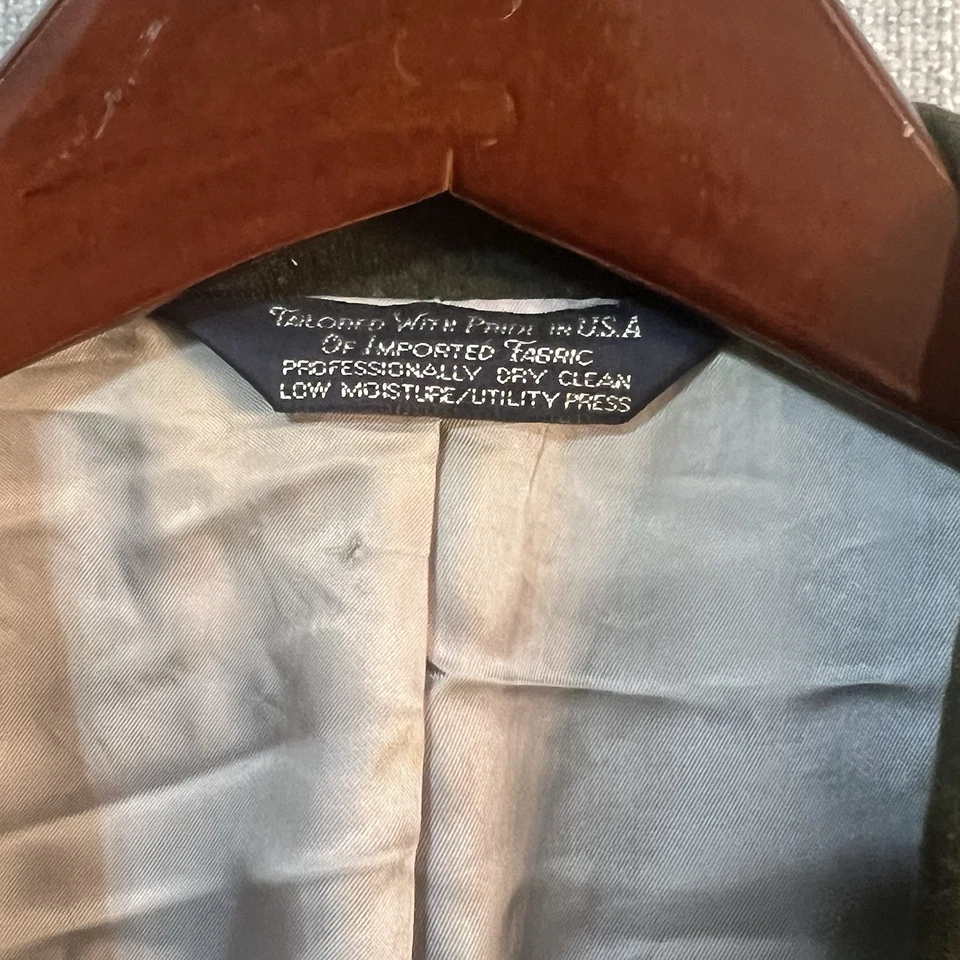 Tailored With Pride in U.S.A
Of Imported Fabric
PROFESSIONALLY DRY CLEAN
LOW MOISTURE/UTILITY PRESS